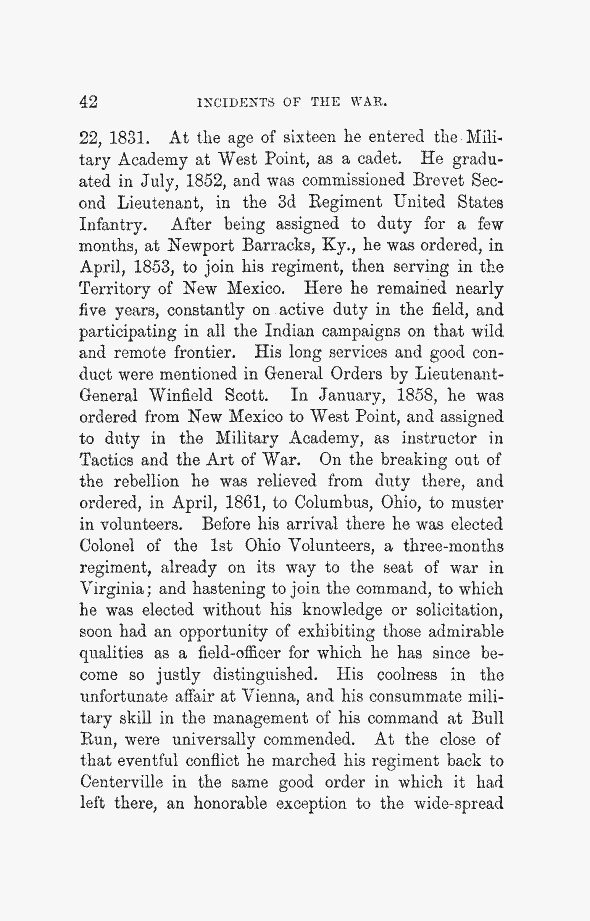 42 INCIDENTS OF THE WAR.
22, 1831. At the age of sixteen he entered the Mili-
tary Academy at West Point, as a cadet. He gradu-
ated in July, 1852, and was commissioned Brevet Sec-
ond Lieutenant, in the 3d Regiment United States
Infantry. After being assigned to duty for a few
months, at Newport Barracks, Ky., he was ordered, in
April, 1853, to join his regiment, then serving in the
Territory of New Mexico. Here he remained nearly
five years, constantly on active duty in the field, and
participating in all the Indian campaigns on that wild
and remote frontier. His long services and good con-
duct were mentioned in General Orders by Lieutenant-
General Winfield Scott. In January, 1858, he was
ordered from New Mexico to West Point, and assigned
to duty in the Military Academy, as instructor in
Tactics and the Art of War. On the breaking out of
the rebellion he was relieved from duty there, and
ordered, in April, 1861, to Columbus, Ohio, to muster
in volunteers. Before his arrival there he was elected
Colonel of the 1st Ohio Volunteers, a three-months
regiment, already on its way to the seat of war in
Virginia; and hastening to join the command, to which
he was elected without his knowledge or solicitation,
soon had an opportunity of exhibiting those admirable
qualities as a field-officer for which he has since be-
come so justly distinguished. His coolness in the
unfortunate affair at Vienna, and his consummate mili-
tary skill in the management of his command at Bull
Run, were universally commended. At the close of
that eventful conflict he marched his regiment back to
Centerville in the same good order in which it had
left there, an honorable exception to the wide-spread